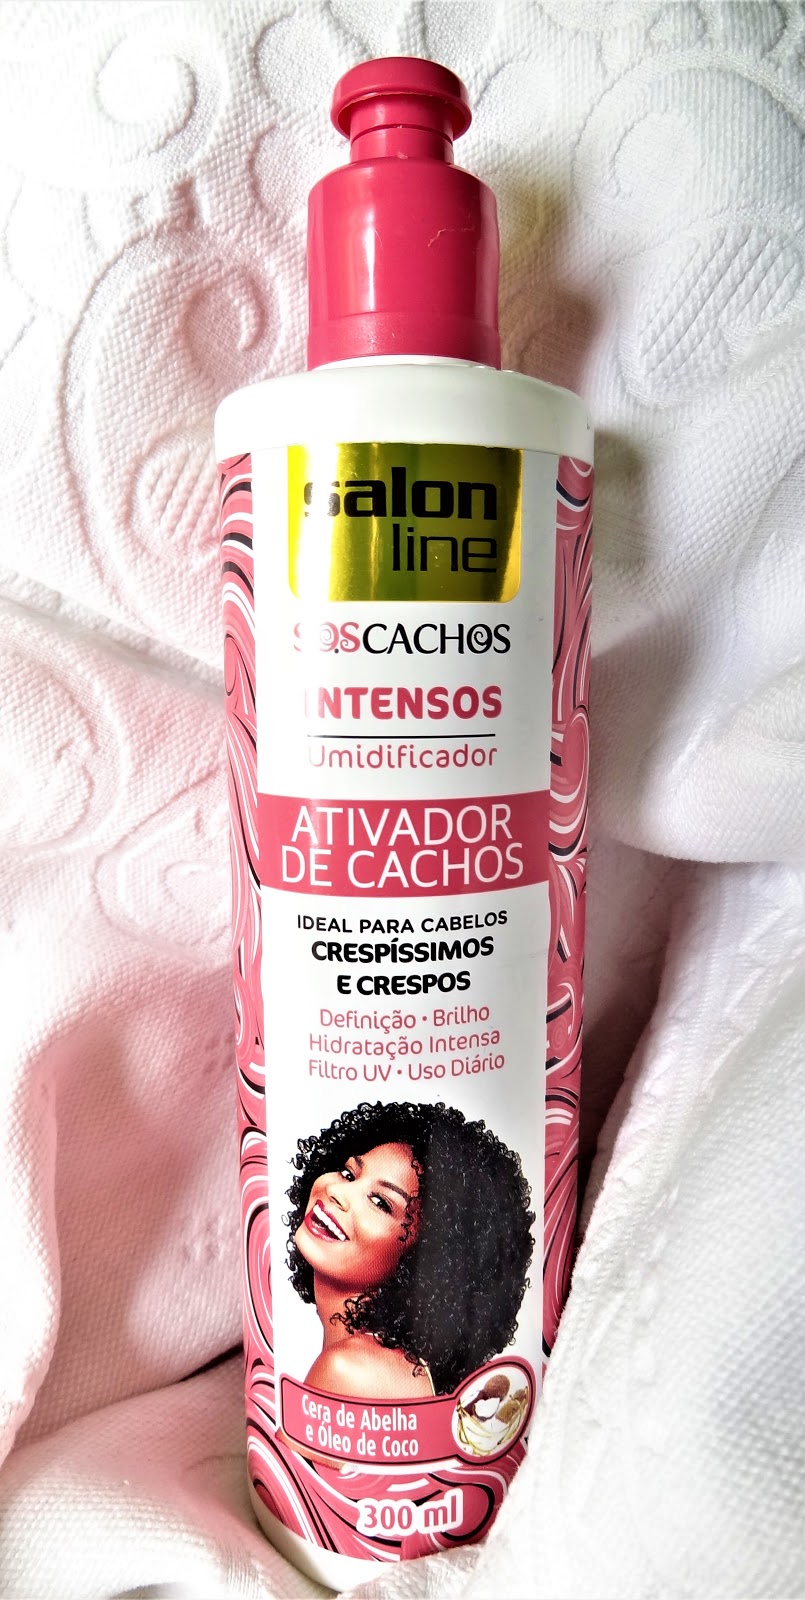 salon
line
S.O.S CACHOS
INTENSOS
Umidificador
ATIVADOR
DE CACHOS
IDEAL PARA CABELOS
CRESPÍSSIMOS
E CRESPOS
Definição • Brilho
Hidratação Intensa
Filtro UV • Uso Diário
Cera de Abelha
e Óleo de Coco
300 ml